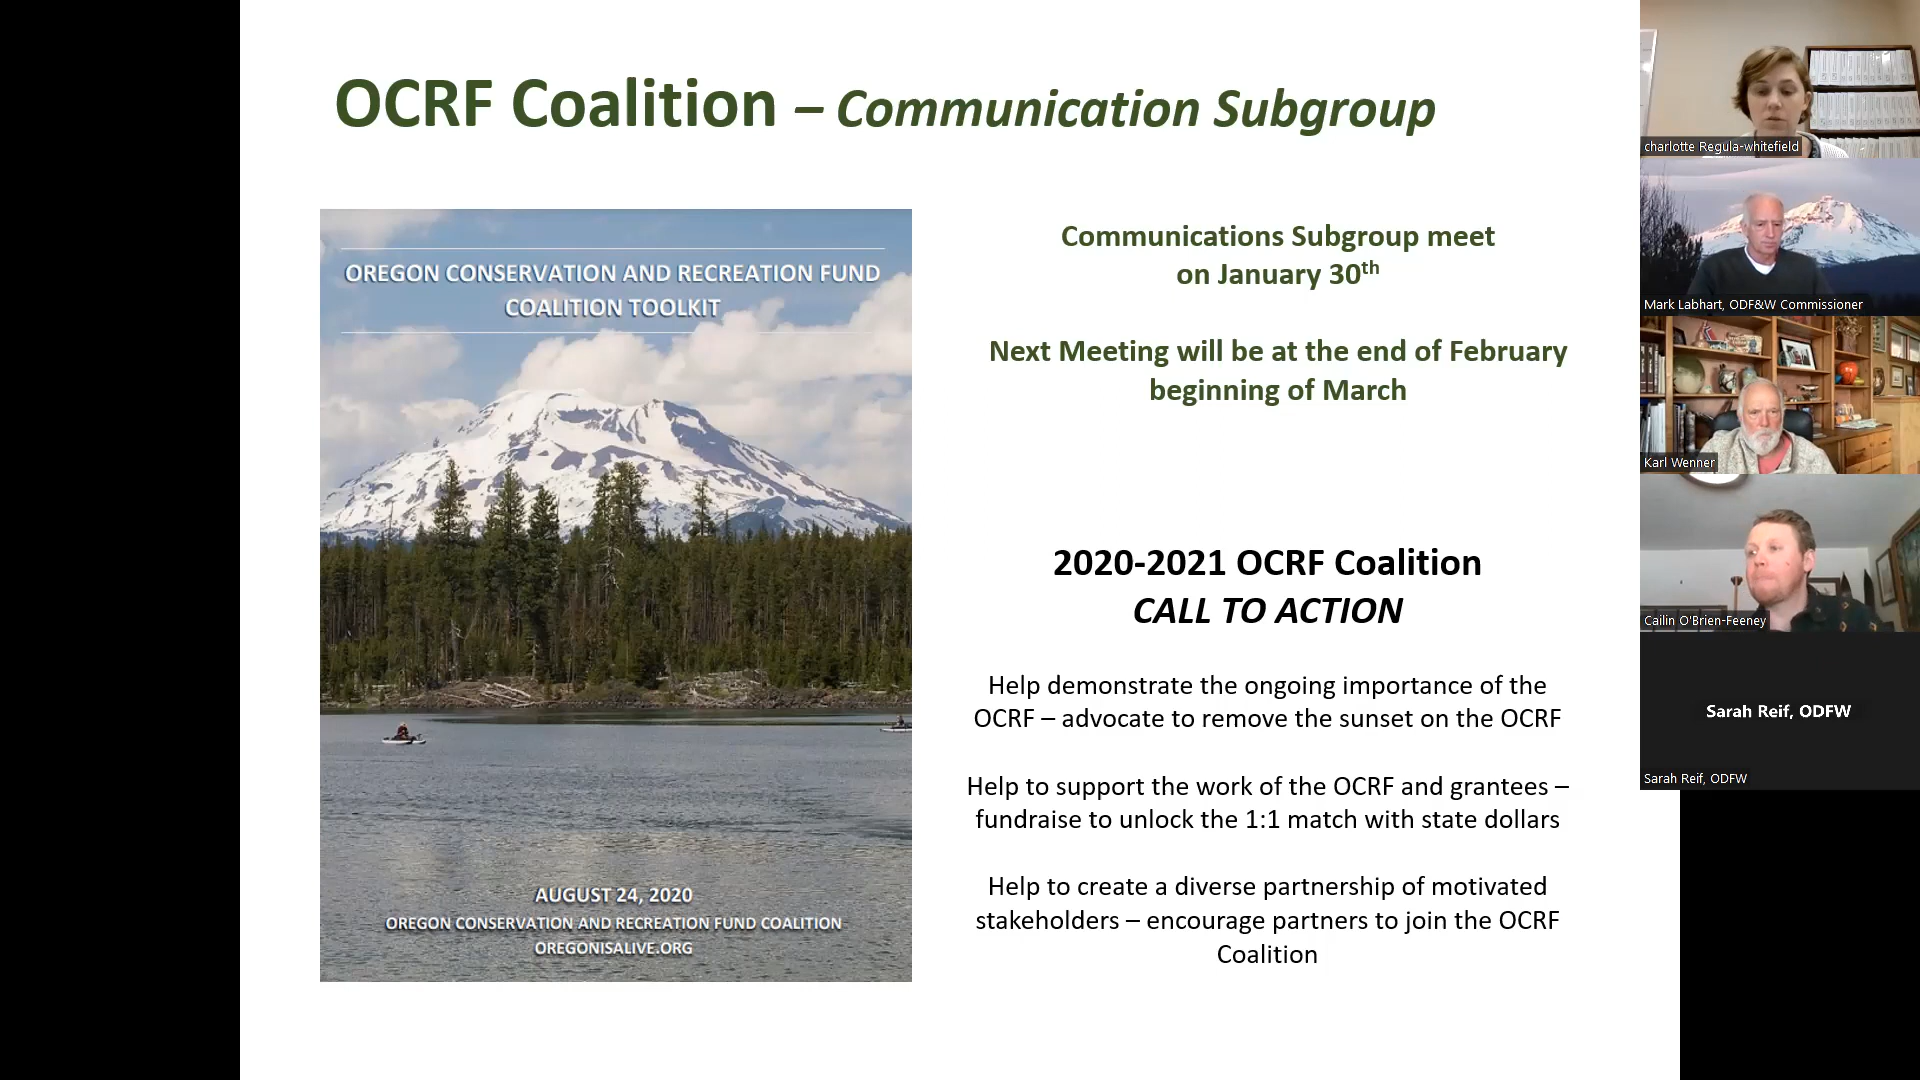 OCRF Coalition – Communication Subgroup
OREGON CONSERVATION AND RECREATION FUND
COALITION TOOLKIT
AUGUST 24, 2020
OREGON CONSERVATION AND RECREATION FUND COALITION
OREGONISALIVE.ORG
Communications Subgroup meet
on January 30th
Next Meeting will be at the end of February
beginning of March
2020-2021 OCRF Coalition
CALL TO ACTION
Help demonstrate the ongoing importance of the
OCRF – advocate to remove the sunset on the OCRF
Help to support the work of the OCRF and grantees –
fundraise to unlock the 1:1 match with state dollars
Help to create a diverse partnership of motivated
stakeholders – encourage partners to join the OCRF
Coalition
charlotte Regula-whitefield
Mark Labhart, ODF&W Commissioner
Karl Wenner
Cailin O'Brien-Feeney
Sarah Reif, ODFW
Sarah Reif, ODFW